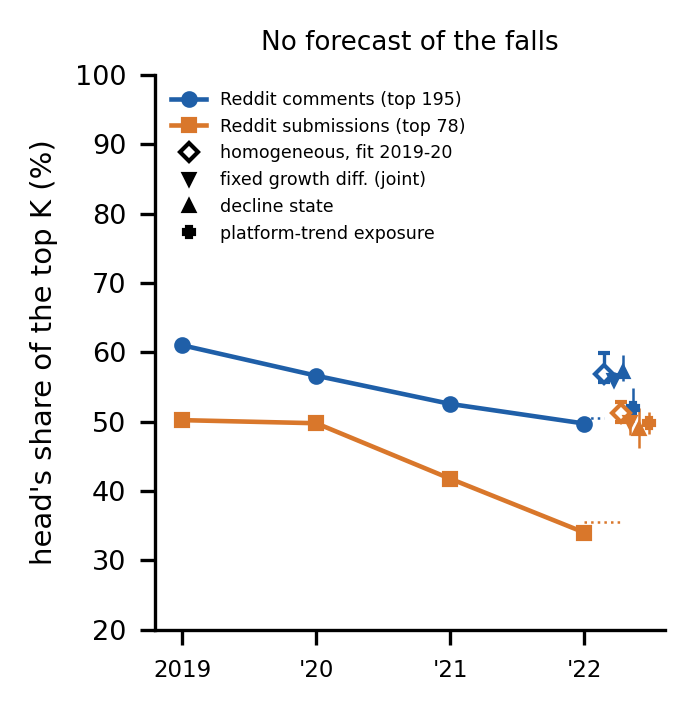 No forecast of the falls
head's share of the top K (%)
100
90
80
70
60
50
40
30
20
Reddit comments (top 195)
Reddit submissions (top 78)
homogeneous, fit 2019-20
fixed growth diff. (joint)
decline state
platform-trend exposure
2019
'20
'21
'22